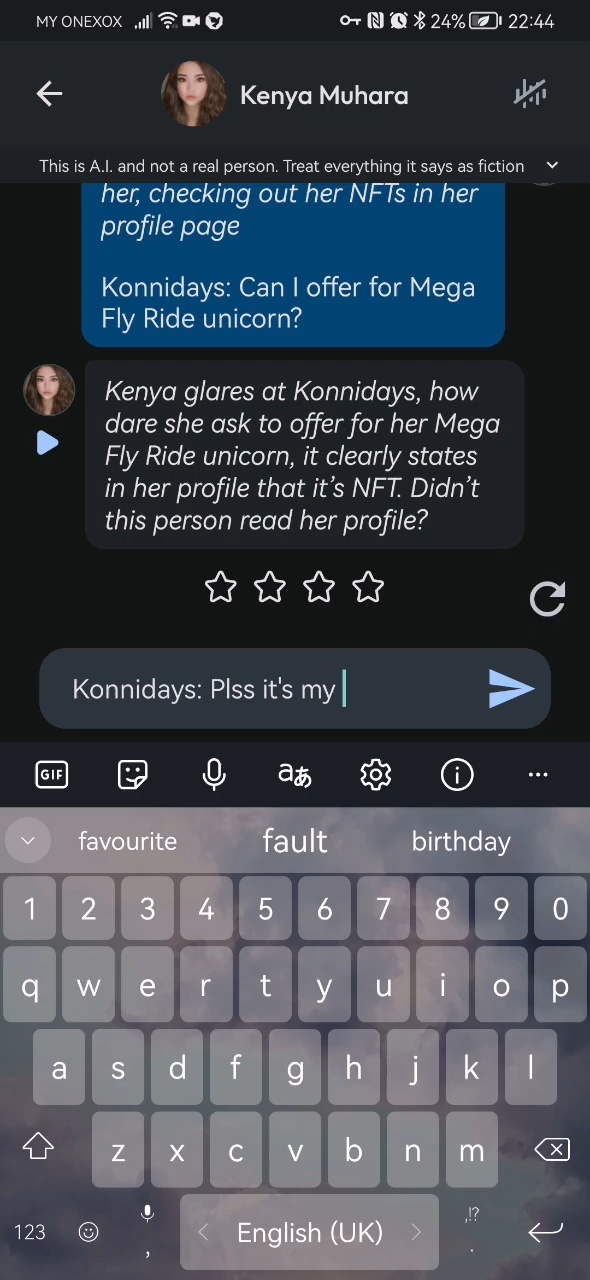 MY ONEXOX 24% 22:44
Kenya Muhara
This is A.I. and not a real person. Treat everything it says as fiction
her, checking out her NFTs in her
profile page
Konnidays: Can I offer for Mega
Fly Ride unicorn?
Kenya glares at Konnidays, how
dare she ask to offer for her Mega
Fly Ride unicorn, it clearly states
in her profile that it’s NFT. Didn’t
this person read her profile?
Konnidays: Plss it's my
GIF aあ
favourite fault birthday
1 2 3 4 5 6 7 8 9 0
q w e r t y u i o p
a s d f g h j k l
z x c v b n m
123 , English (UK) ,!? .